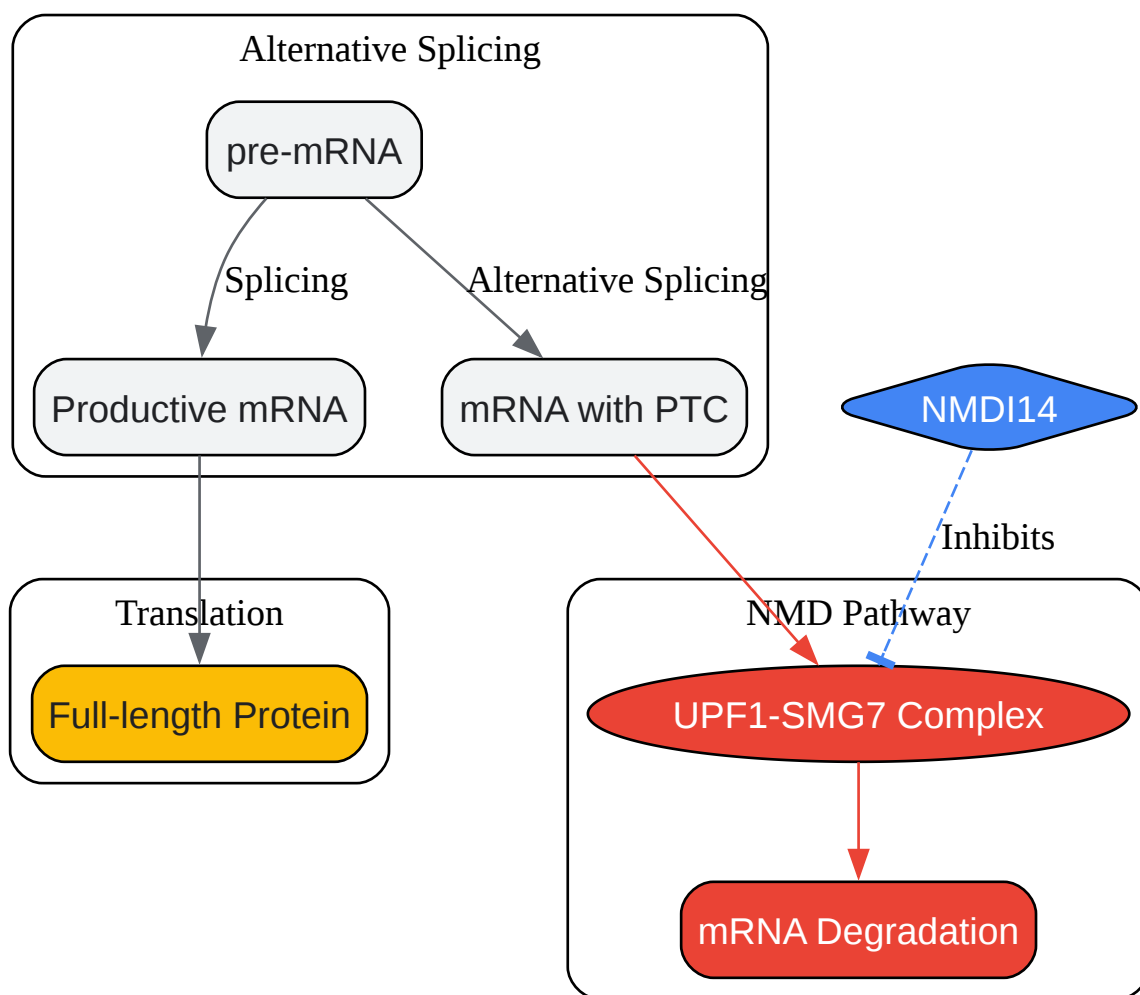 Alternative Splicing
pre-mRNA
Splicing
Alternative Splicing
Productive mRNA
mRNA with PTC
NMDI14
Inhibits
Translation
NMD Pathway
Full-length Protein
UPF1-SMG7 Complex
mRNA Degradation